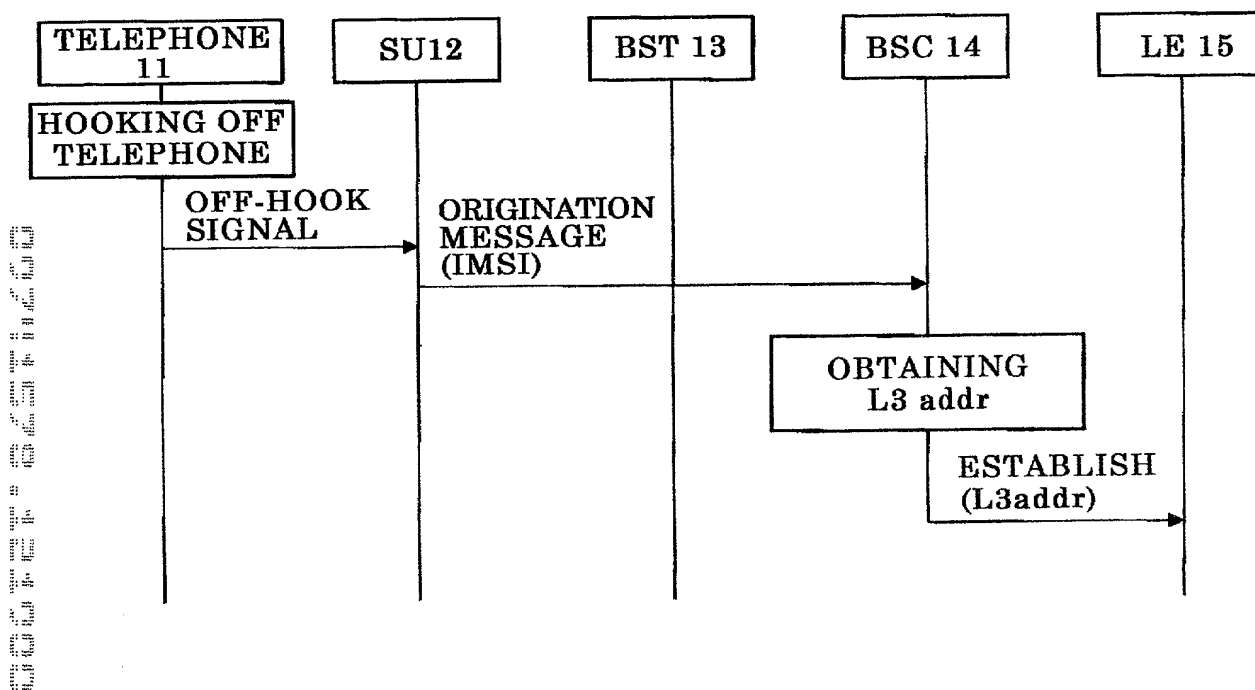 TELEPHONE
11
SU12
BST 13
BSC 14
LE 15
HOOKING OFF
TELEPHONE
OFF-HOOK
SIGNAL
ORIGINATION
MESSAGE
(IMSI)
OBTAINING
L3 addr
ESTABLISH
(L3addr)